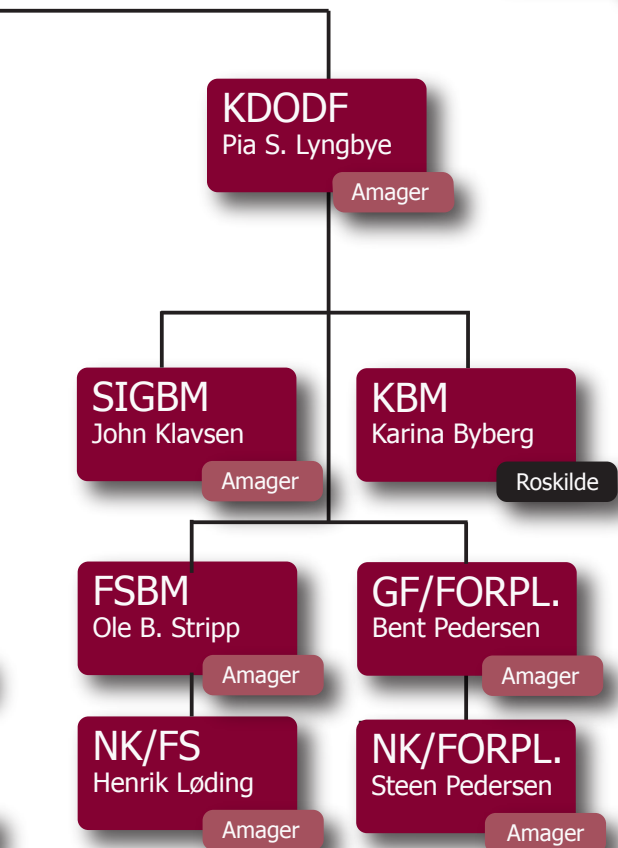 KDODF
Pia S. Lyngbye
Amager
SIGBM
John Klavsen
Amager
KBM
Karina Byberg
Roskilde
FSBM
Ole B. Stripp
Amager
GF/FORPL.
Bent Pedersen
Amager
NK/FS
Henrik Løding
Amager
NK/FORPL.
Steen Pedersen
Amager